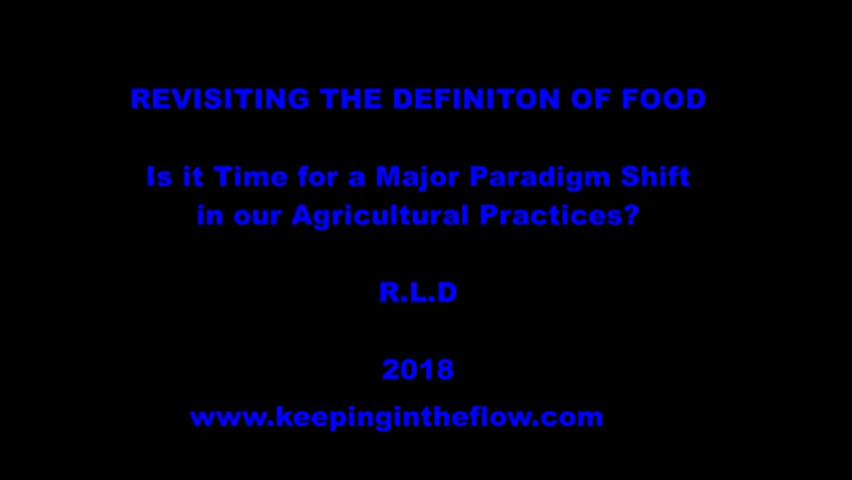 REVISITING THE DEFINITON OF FOOD
Is it Time for a Major Paradigm Shift
in our Agricultural Practices?
R.L.D
2018
www.keepingintheflow.com